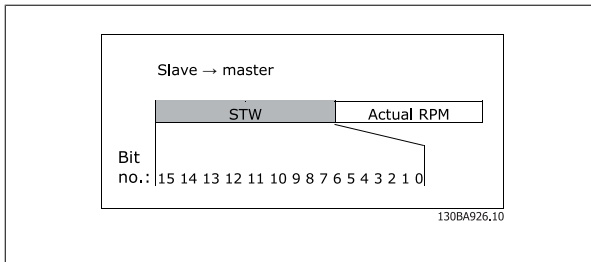 Slave → master
STW Actual RPM
Bit
no.: 15 14 13 12 11 10 9 8 7 6 5 4 3 2 1 0
130BA926.10